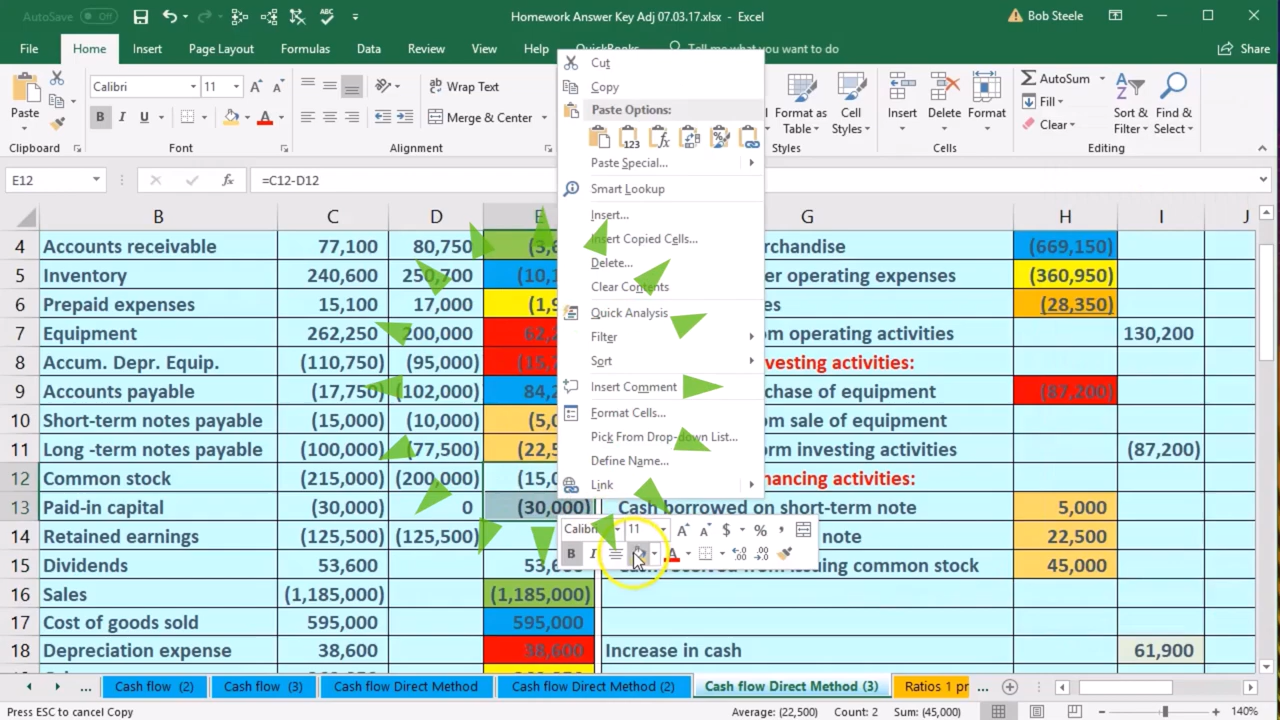 AutoSave Off Homework Answer Key Adj 07.03.17.xlsx - Excel Bob Steele
File Home Insert Page Layout Formulas Data Review View Help QuickBooks Tell me what you want to do Share
Paste Calibri 11 Wrap Text Merge & Center Format as Table Cell Styles Insert Delete Format AutoSum Fill Clear Sort & Filter Find & Select
Clipboard Font Alignment Styles Cells Editing
E12 fx =C12-D12
B C D E G H I J
4 Accounts receivable 77,100 80,750 rchandise (669,150)
5 Inventory 240,600 250,700 er operating expenses (360,950)
6 Prepaid expenses 15,100 17,000 es (28,350)
7 Equipment 262,250 200,000 om operating activities 130,200
8 Accum. Depr. Equip. (110,750) (95,000) vesting activities:
9 Accounts payable (17,750) (102,000) chase of equipment (87,200)
10 Short-term notes payable (15,000) (10,000) om sale of equipment
11 Long -term notes payable (100,000) (77,500) orm investing activities (87,200)
12 Common stock (215,000) (200,000) nancing activities:
13 Paid-in capital (30,000) 0 (30,000) Cash borrowed on short-term note 5,000
14 Retained earnings (125,500) (125,500) note 22,500
15 Dividends 53,600 issuing common stock 45,000
16 Sales (1,185,000) (1,185,000)
17 Cost of goods sold 595,000 595,000
18 Depreciation expense 38,600 38,600 Increase in cash 61,900
Cut
Copy
Paste Options:
Paste Special...
Smart Lookup
Insert...
Insert Copied Cells...
Delete...
Clear Contents
Quick Analysis
Filter
Sort
Insert Comment
Format Cells...
Pick From Drop-down List...
Define Name...
Link
Calibri 11 $ % ,
B I A
... Cash flow (2) Cash flow (3) Cash flow Direct Method Cash flow Direct Method (2) Cash flow Direct Method (3) Ratios 1 pr ...
Press ESC to cancel Copy Average: (22,500) Count: 2 Sum: (45,000) 140%